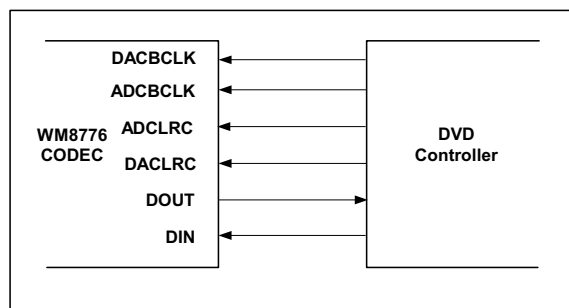 DACBCLK
ADCBCLK
ADCLRC
WM8776
CODEC
DACLRC
DOUT
DIN
DVD
Controller